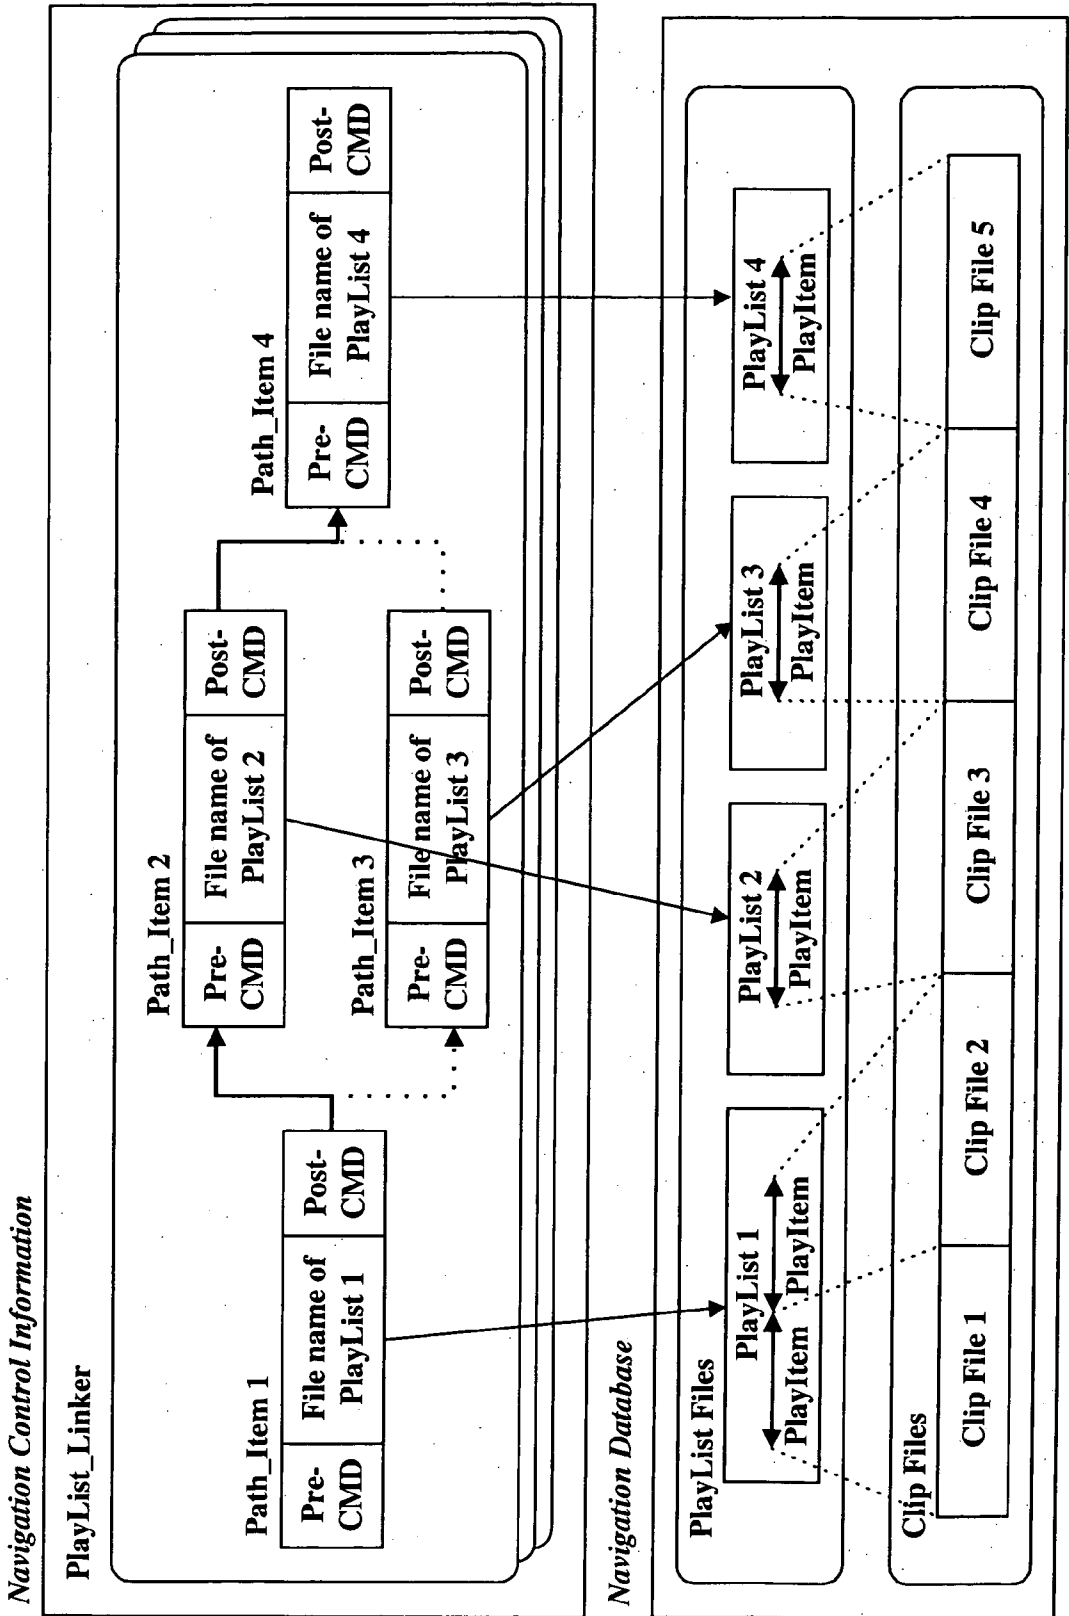 Navigation Control Information
PlayList_Linker
Path_Item 1
Pre-
CMD
File name of
PlayList 1
Post-
CMD
Path_Item 2
Pre-
CMD
File name of
PlayList 2
Post-
CMD
Path_Item 3
Pre-
CMD
File name of
PlayList 3
Post-
CMD
Path_Item 4
Pre-
CMD
File name of
PlayList 4
Post-
CMD
Navigation Database
PlayList Files
PlayList 1
PlayItem
PlayItem
PlayList 2
PlayItem
PlayList 3
PlayItem
PlayList 4
PlayItem
Clip Files
Clip File 1
Clip File 2
Clip File 3
Clip File 4
Clip File 5